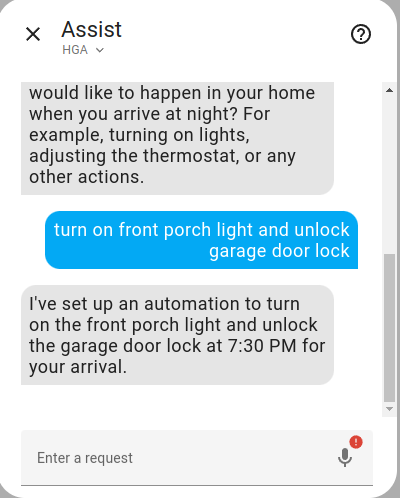 Assist
HGA
would like to happen in your home
when you arrive at night? For
example, turning on lights,
adjusting the thermostat, or any
other actions.
turn on front porch light and unlock
garage door lock
I've set up an automation to turn
on the front porch light and unlock
the garage door lock at 7:30 PM for
your arrival.
Enter a request